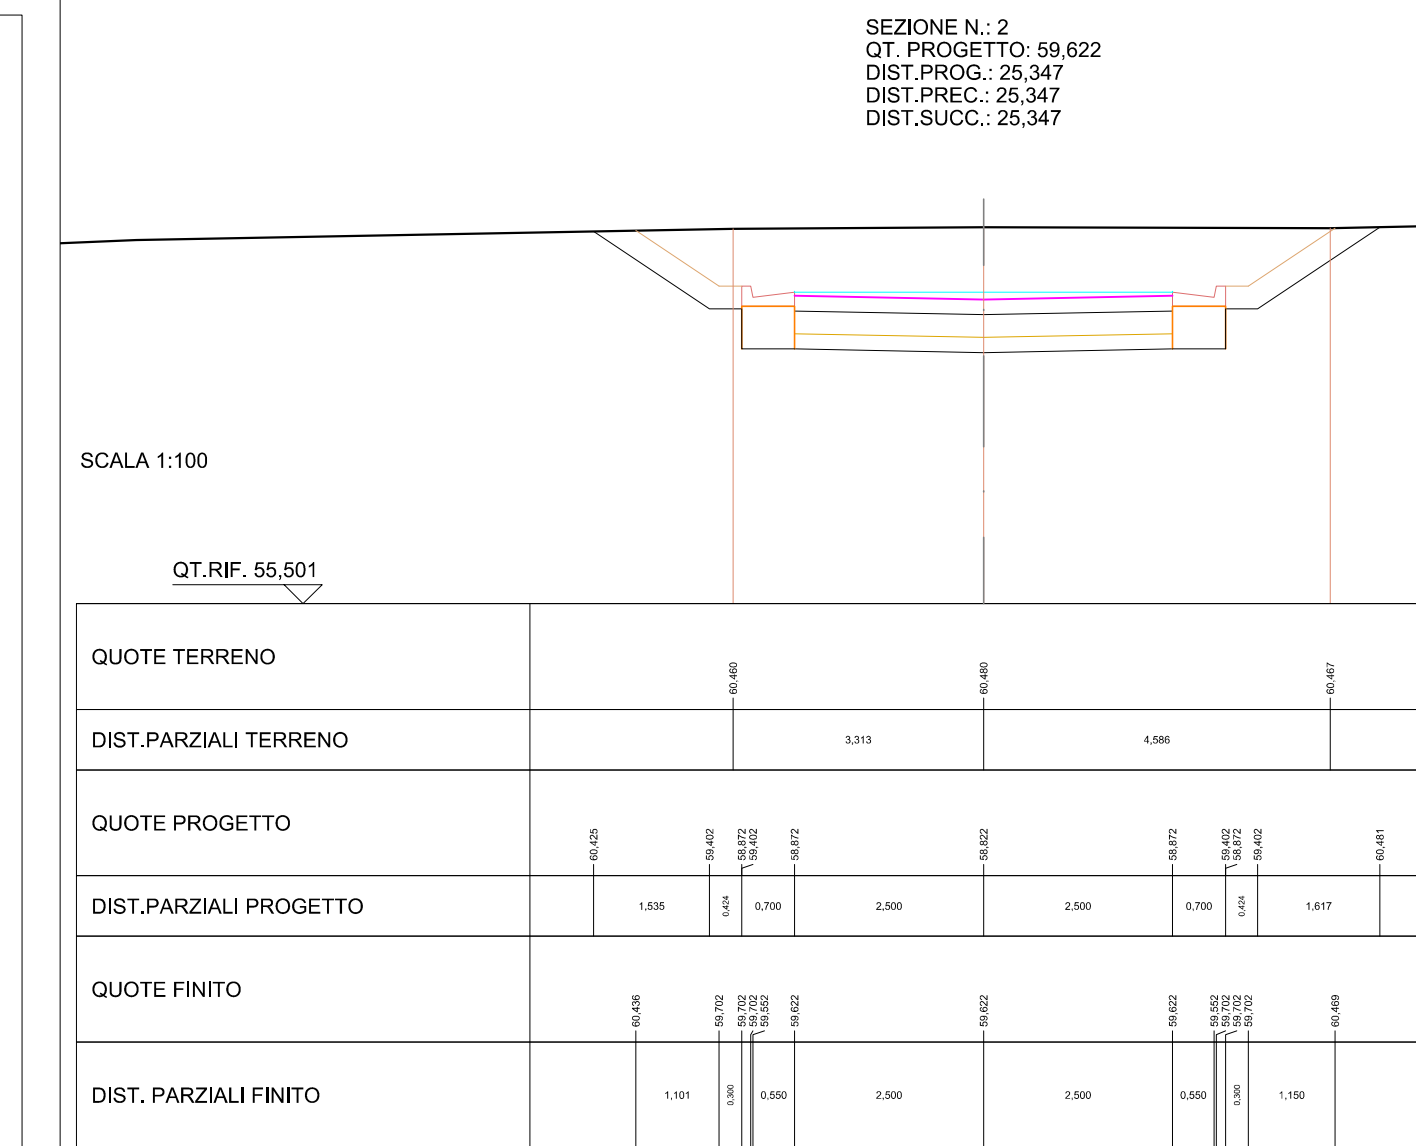 SEZIONE N.: 2
QT. PROGETTO: 59,622
DIST.PROG.: 25,347
DIST.PREC.: 25,347
DIST.SUCC.: 25,347
SCALA 1:100
QT.RIF. 55,501
QUOTE TERRENO
60,460 60,480 60,467
DIST.PARZIALI TERRENO
3,313 4,586
QUOTE PROGETTO
60,425 59,402 58,872 59,402 58,872 58,822 58,872 59,402 58,872 59,402 60,481
DIST.PARZIALI PROGETTO
1,535 0,424 0,700 2,500 2,500 0,700 0,424 1,617
QUOTE FINITO
60,436 59,702 59,702 59,702 59,552 59,622 59,622 59,622 59,552 59,702 59,702 59,702 60,469
DIST. PARZIALI FINITO
1,101 0,300 0,550 2,500 2,500 0,550 0,300 1,150